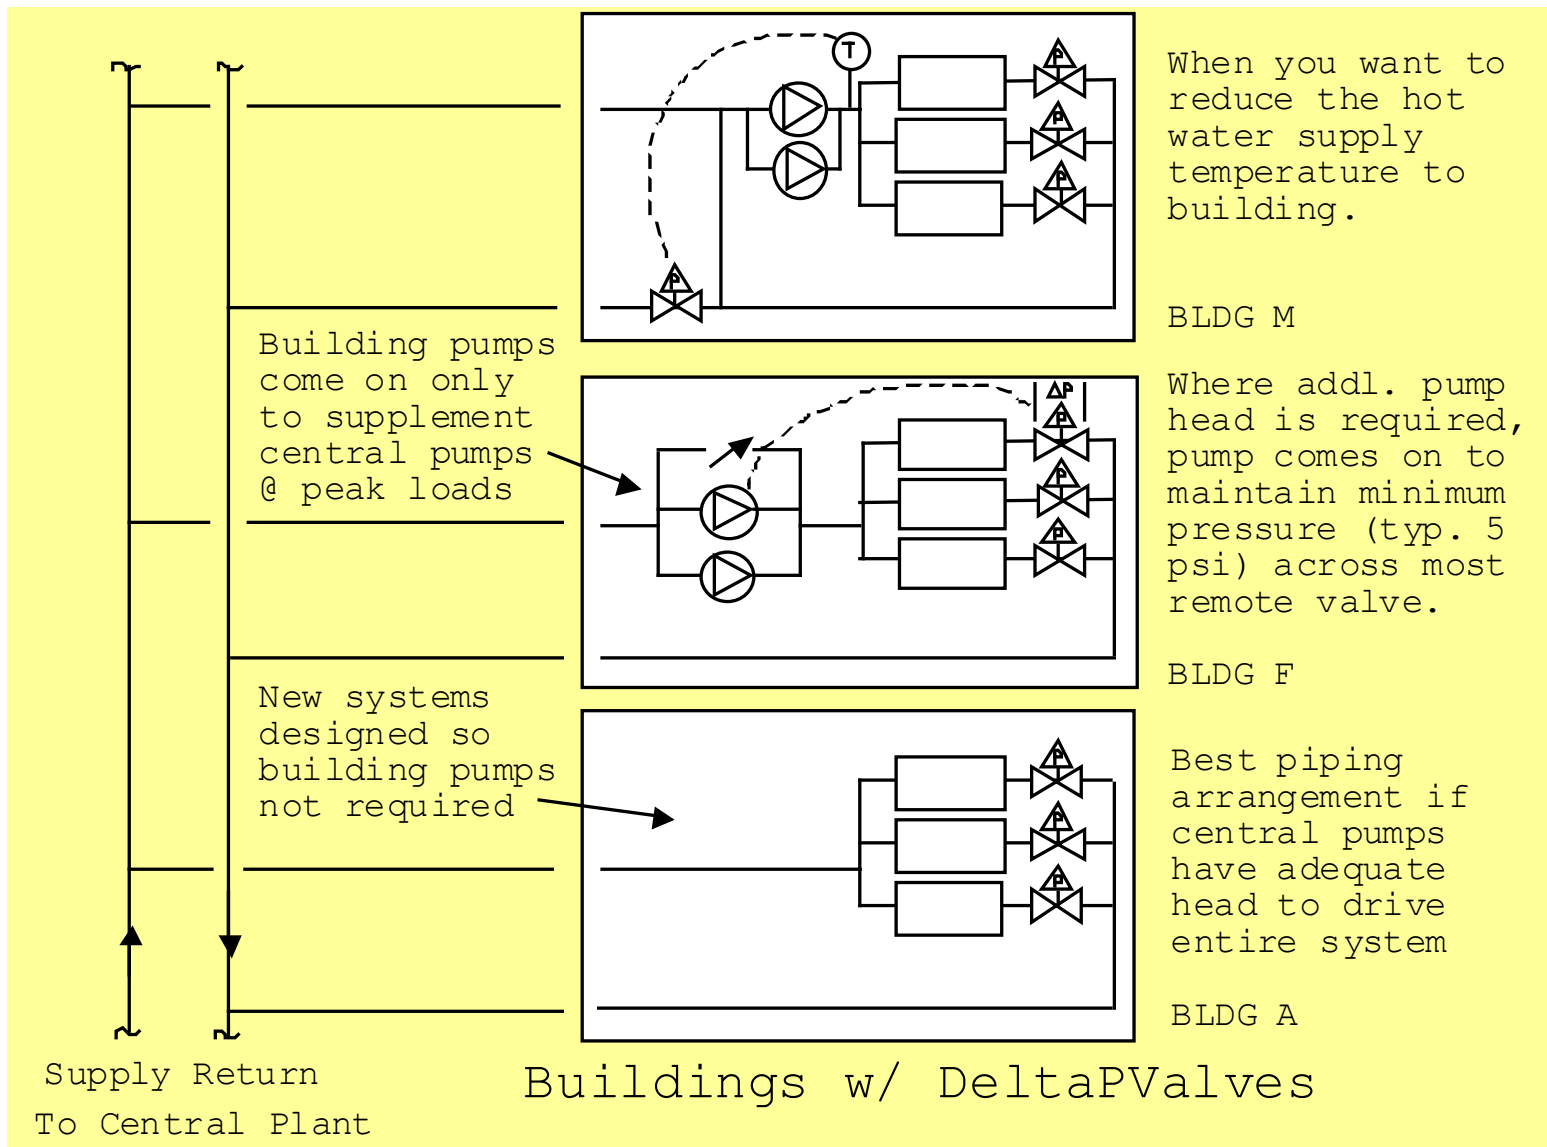 T
P
P
P
P
When you want to
reduce the hot
water supply
temperature to
building.
BLDG M
Building pumps
come on only
to supplement
central pumps
@ peak loads
ΔP
P
P
P
Where addl. pump
head is required,
pump comes on to
maintain minimum
pressure (typ. 5
psi) across most
remote valve.
BLDG F
New systems
designed so
building pumps
not required
P
P
P
Best piping
arrangement if
central pumps
have adequate
head to drive
entire system
BLDG A
Supply Return
To Central Plant
Buildings w/ DeltaPValves